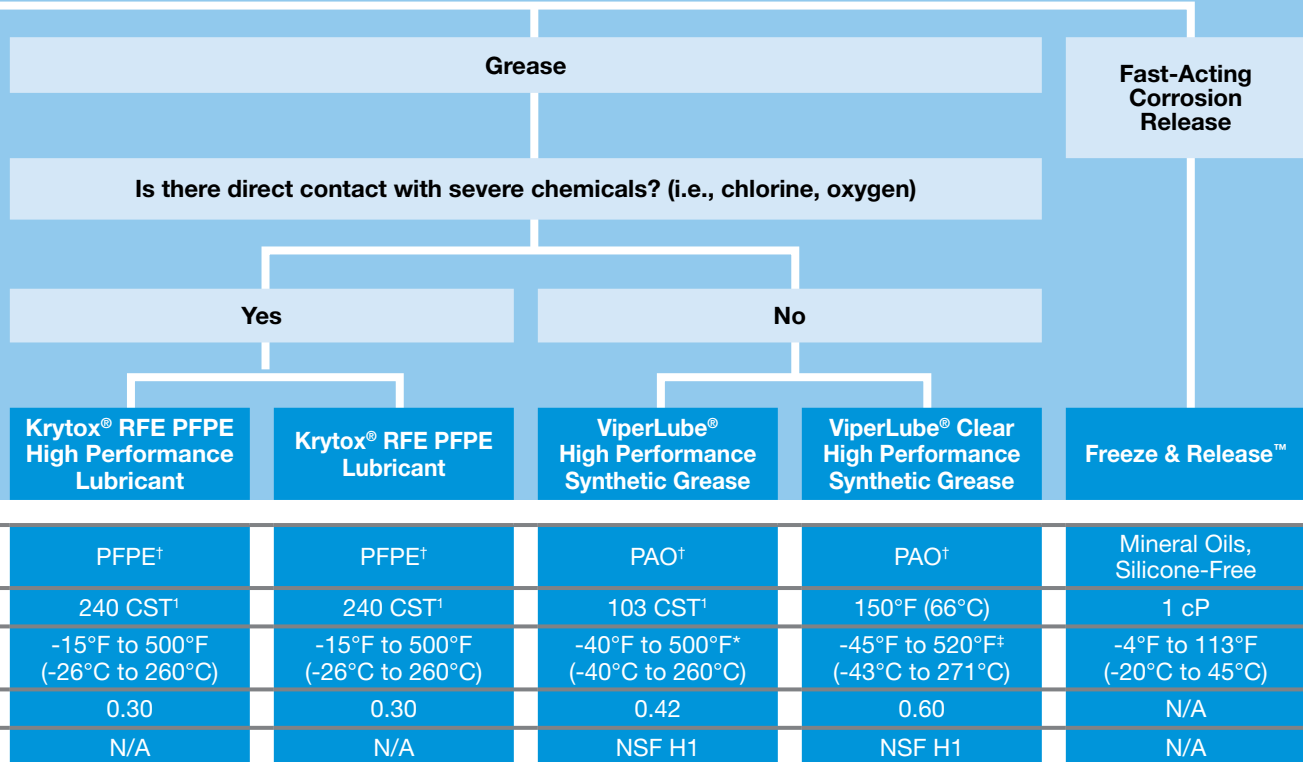 Grease
Fast-Acting
Corrosion
Release
Is there direct contact with severe chemicals? (i.e., chlorine, oxygen)
Yes
No
Krytox® RFE PFPE
High Performance
Lubricant
Krytox® RFE PFPE
Lubricant
ViperLube®
High Performance
Synthetic Grease
ViperLube® Clear
High Performance
Synthetic Grease
Freeze & Release™
PFPE†
PFPE†
PAO†
PAO†
Mineral Oils,
Silicone-Free
240 CST¹
240 CST¹
103 CST¹
150°F (66°C)
1 cP
-15°F to 500°F
(-26°C to 260°C)
-15°F to 500°F
(-26°C to 260°C)
-40°F to 500°F*
(-40°C to 260°C)
-45°F to 520°F‡
(-43°C to 271°C)
-4°F to 113°F
(-20°C to 45°C)
0.30
0.30
0.42
0.60
N/A
N/A
N/A
NSF H1
NSF H1
N/A